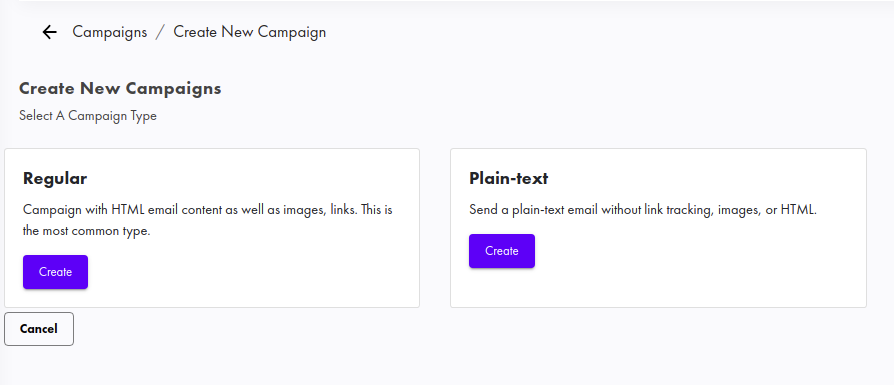 Campaigns / Create New Campaign
Create New Campaigns
Select A Campaign Type
Regular
Campaign with HTML email content as well as images, links. This is
the most common type.
Create
Plain-text
Send a plain-text email without link tracking, images, or HTML.
Create
Cancel